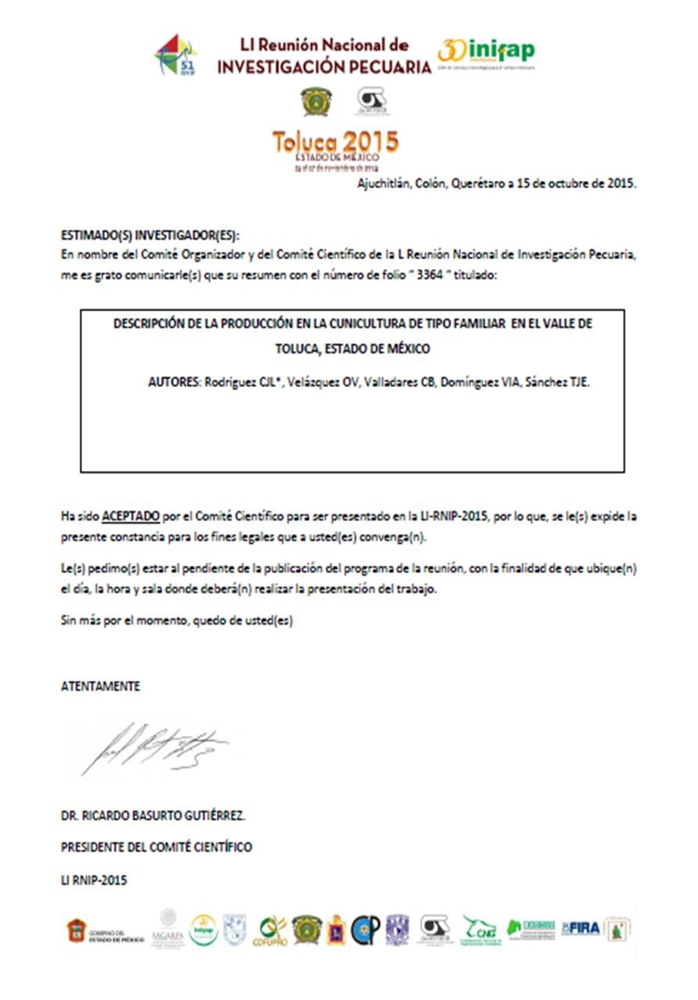 LI Reunión Nacional de
INVESTIGACIÓN PECUARIA
51
30 inifap
Toluca 2015
ESTADO DE MÉXICO
Ajuchitlán, Colón, Querétaro a 15 de octubre de 2015.
ESTIMADO(S) INVESTIGADOR(ES):
En nombre del Comité Organizador y del Comité Científico de la L Reunión Nacional de Investigación Pecuaria,
me es grato comunicarle(s) que su resumen con el número de folio “ 3364 “ titulado:
DESCRIPCIÓN DE LA PRODUCCIÓN EN LA CUNICULTURA DE TIPO FAMILIAR EN EL VALLE DE
TOLUCA, ESTADO DE MÉXICO
AUTORES: Rodriguez CJL*, Velázquez OV, Valladares CB, Domínguez VIA, Sánchez TJE.
Ha sido ACEPTADO por el Comité Científico para ser presentado en la LI-RNIP-2015, por lo que, se le(s) expide la
presente constancia para los fines legales que a usted(es) convenga(n).
Le(s) pedimo(s) estar al pendiente de la publicación del programa de la reunión, con la finalidad de que ubique(n)
el día, la hora y sala donde deberá(n) realizar la presentación del trabajo.
Sin más por el momento, quedo de usted(es)
ATENTAMENTE
DR. RICARDO BASURTO GUTIÉRREZ.
PRESIDENTE DEL COMITÉ CIENTÍFICO
LI RNIP-2015
GOBIERNO DEL
ESTADO DE MÉXICO
SAGARPA
inifap
COFUPRO
CP
CNG
FIRA